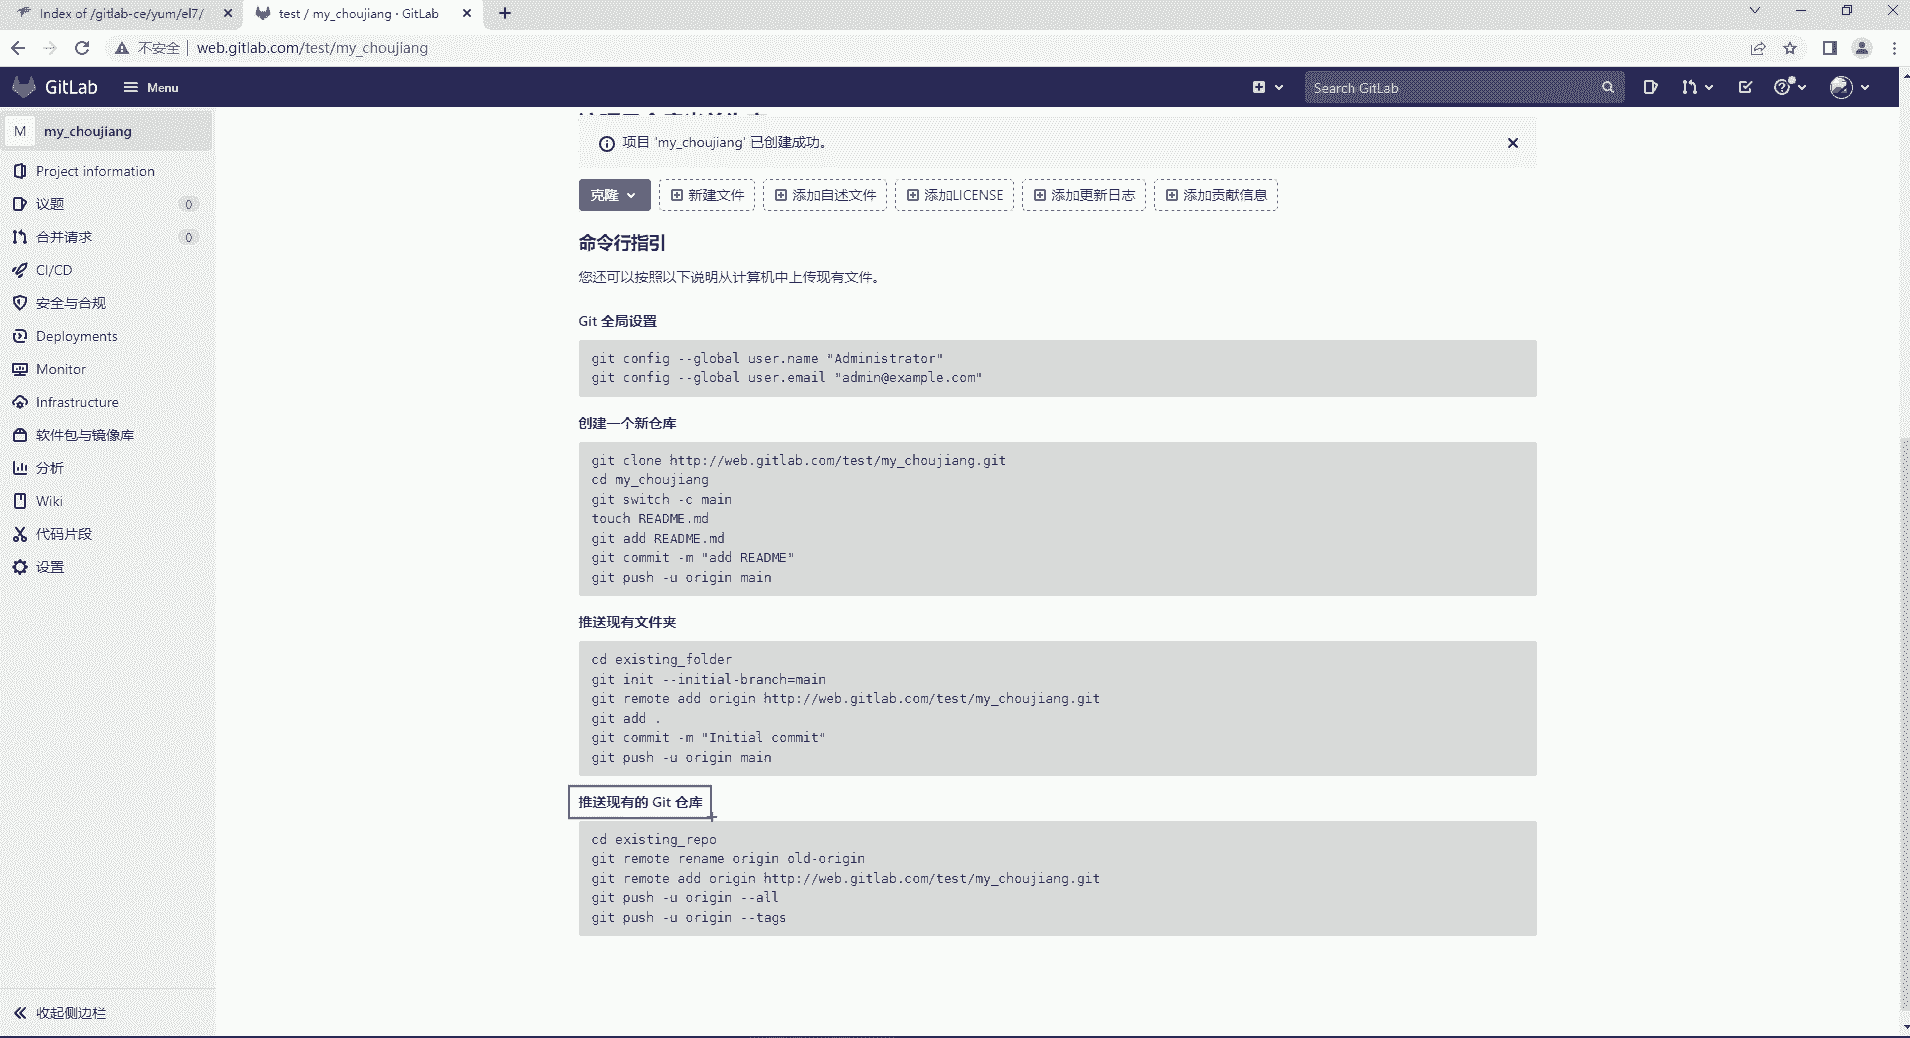 Index of /gitlab-ce/yum/el7/
test / my_choujiang · GitLab
不安全
web.gitlab.com/test/my_choujiang
GitLab
Menu
Search GitLab
M my_choujiang
Project information
议题 0
合并请求 0
CI/CD
安全与合规
Deployments
Monitor
Infrastructure
软件包与镜像库
分析
Wiki
代码片段
设置
收起侧边栏
项目 'my_choujiang' 已创建成功。
克隆
新建文件
添加自述文件
添加LICENSE
添加更新日志
添加贡献信息
命令行指引
您还可以按照以下说明从计算机中上传现有文件。
Git 全局设置
git config --global user.name "Administrator"
git config --global user.email "admin@example.com"
创建一个新仓库
git clone http://web.gitlab.com/test/my_choujiang.git
cd my_choujiang
git switch -c main
touch README.md
git add README.md
git commit -m "add README"
git push -u origin main
推送现有文件夹
cd existing_folder
git init --initial-branch=main
git remote add origin http://web.gitlab.com/test/my_choujiang.git
git add .
git commit -m "Initial commit"
git push -u origin main
推送现有的 Git 仓库
cd existing_repo
git remote rename origin old-origin
git remote add origin http://web.gitlab.com/test/my_choujiang.git
git push -u origin --all
git push -u origin --tags